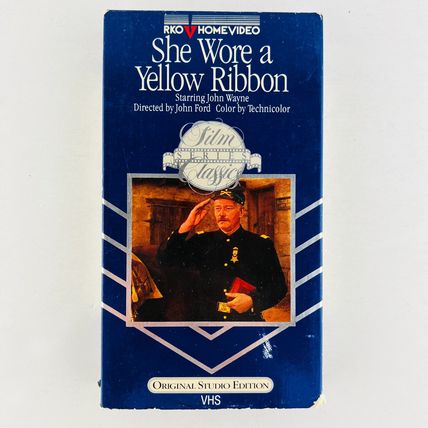 RKO HOMEVIDEO
She Wore a
Yellow Ribbon
Starring John Wayne
Directed by John Ford Color by Technicolor
Film
SERIES
Classics
ORIGINAL STUDIO EDITION
VHS